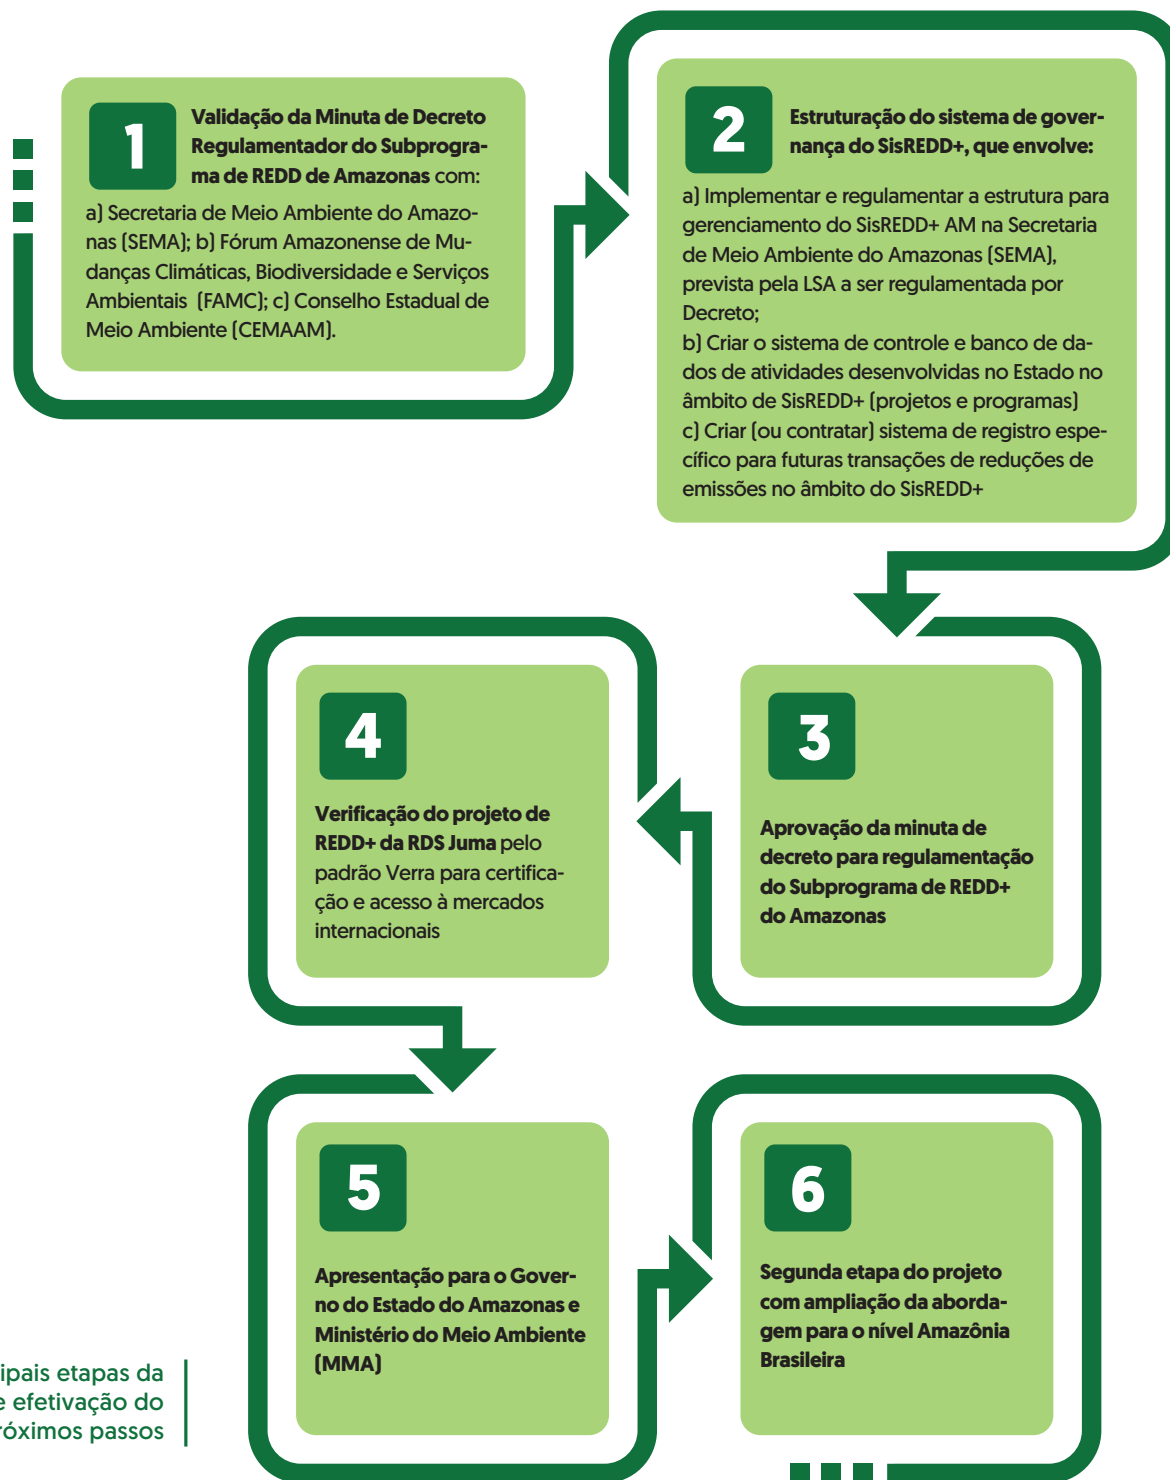 1
Validação da Minuta de Decreto
Regulamentador do Subprogra-
ma de REDD de Amazonas com:
a) Secretaria de Meio Ambiente do Amazo-
nas (SEMA); b) Fórum Amazonense de Mu-
danças Climáticas, Biodiversidade e Serviços
Ambientais (FAMC); c) Conselho Estadual de
Meio Ambiente (CEMAAM).
2
Estruturação do sistema de gover-
nança do SisREDD+, que envolve:
a) Implementar e regulamentar a estrutura para
gerenciamento do SisREDD+ AM na Secretaria
de Meio Ambiente do Amazonas (SEMA),
prevista pela LSA a ser regulamentada por
Decreto;
b) Criar o sistema de controle e banco de da-
dos de atividades desenvolvidas no Estado no
âmbito de SisREDD+ (projetos e programas)
c) Criar (ou contratar) sistema de registro espe-
cífico para futuras transações de reduções de
emissões no âmbito do SisREDD+
3
Aprovação da minuta de
decreto para regulamentação
do Subprograma de REDD+
do Amazonas
4
Verificação do projeto de
REDD+ da RDS Juma pelo
padrão Verra para certifica-
ção e acesso à mercados
internacionais
5
Apresentação para o Gover-
no do Estado do Amazonas e
Ministério do Meio Ambiente
(MMA)
6
Segunda etapa do projeto
com ampliação da aborda-
gem para o nível Amazônia
Brasileira
etapas da
efetivação do
passos